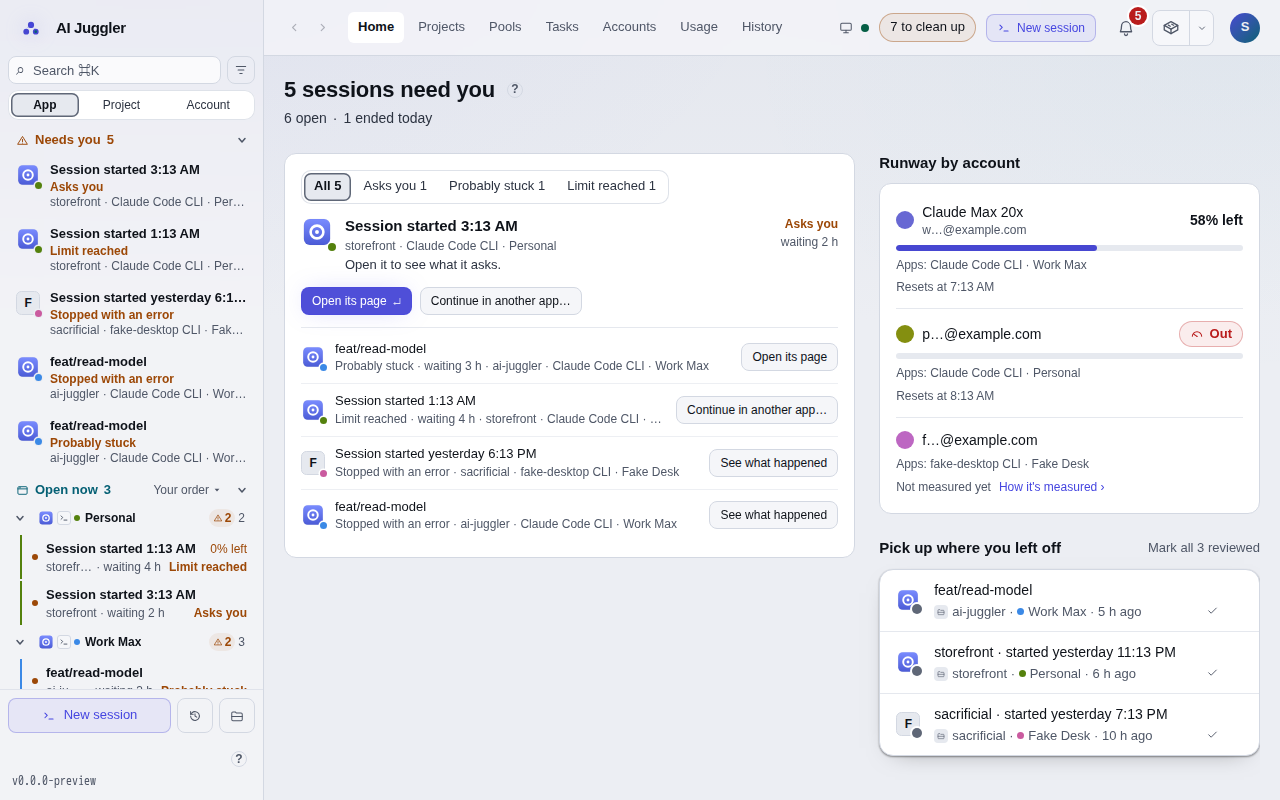 AI Juggler
Search ⌘K
App Project Account
Needs you 5
Session started 3:13 AM
Asks you
storefront · Claude Code CLI · Per…
Session started 1:13 AM
Limit reached
storefront · Claude Code CLI · Per…
F
Session started yesterday 6:1…
Stopped with an error
sacrificial · fake-desktop CLI · Fak…
feat/read-model
Stopped with an error
ai-juggler · Claude Code CLI · Wor…
feat/read-model
Probably stuck
ai-juggler · Claude Code CLI · Wor…
Open now 3 Your order
Personal 2 2
Session started 1:13 AM 0% left
storefr… · waiting 4 h Limit reached
Session started 3:13 AM
storefront · waiting 2 h Asks you
Work Max 2 3
feat/read-model
New session
?
v0.0.0-preview
Home Projects Pools Tasks Accounts Usage History
7 to clean up
New session
5
S
5 sessions need you ?
6 open · 1 ended today
All 5 Asks you 1 Probably stuck 1 Limit reached 1
Session started 3:13 AM Asks you
storefront · Claude Code CLI · Personal waiting 2 h
Open it to see what it asks.
Open its page ↵ Continue in another app…
feat/read-model
Probably stuck · waiting 3 h · ai-juggler · Claude Code CLI · Work Max
Open its page
Session started 1:13 AM
Limit reached · waiting 4 h · storefront · Claude Code CLI · …
Continue in another app…
F
Session started yesterday 6:13 PM
Stopped with an error · sacrificial · fake-desktop CLI · Fake Desk
See what happened
feat/read-model
Stopped with an error · ai-juggler · Claude Code CLI · Work Max
See what happened
Runway by account
Claude Max 20x
w…@example.com
58% left
Apps: Claude Code CLI · Work Max
Resets at 7:13 AM
p…@example.com Out
Apps: Claude Code CLI · Personal
Resets at 8:13 AM
f…@example.com
Apps: fake-desktop CLI · Fake Desk
Not measured yet How it's measured ›
Pick up where you left off Mark all 3 reviewed
feat/read-model
ai-juggler · Work Max · 5 h ago
storefront · started yesterday 11:13 PM
storefront · Personal · 6 h ago
F
sacrificial · started yesterday 7:13 PM
sacrificial · Fake Desk · 10 h ago